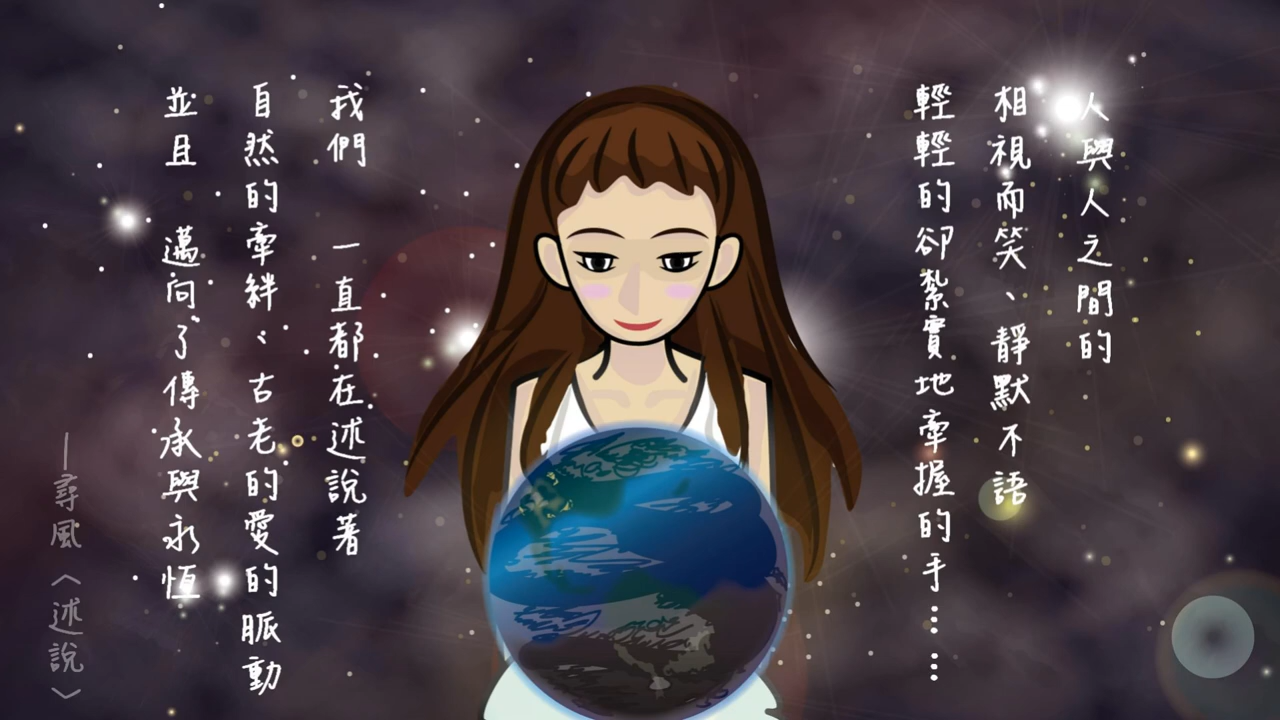 人與人之間的
相視而笑、靜默不語
輕輕的卻紮實地牽握的手⋯⋯
我們 一直都在述說著
自然的牽絆、古老的愛的脈動
並且 邁向了傳承與永恆
—尋風〈述說〉